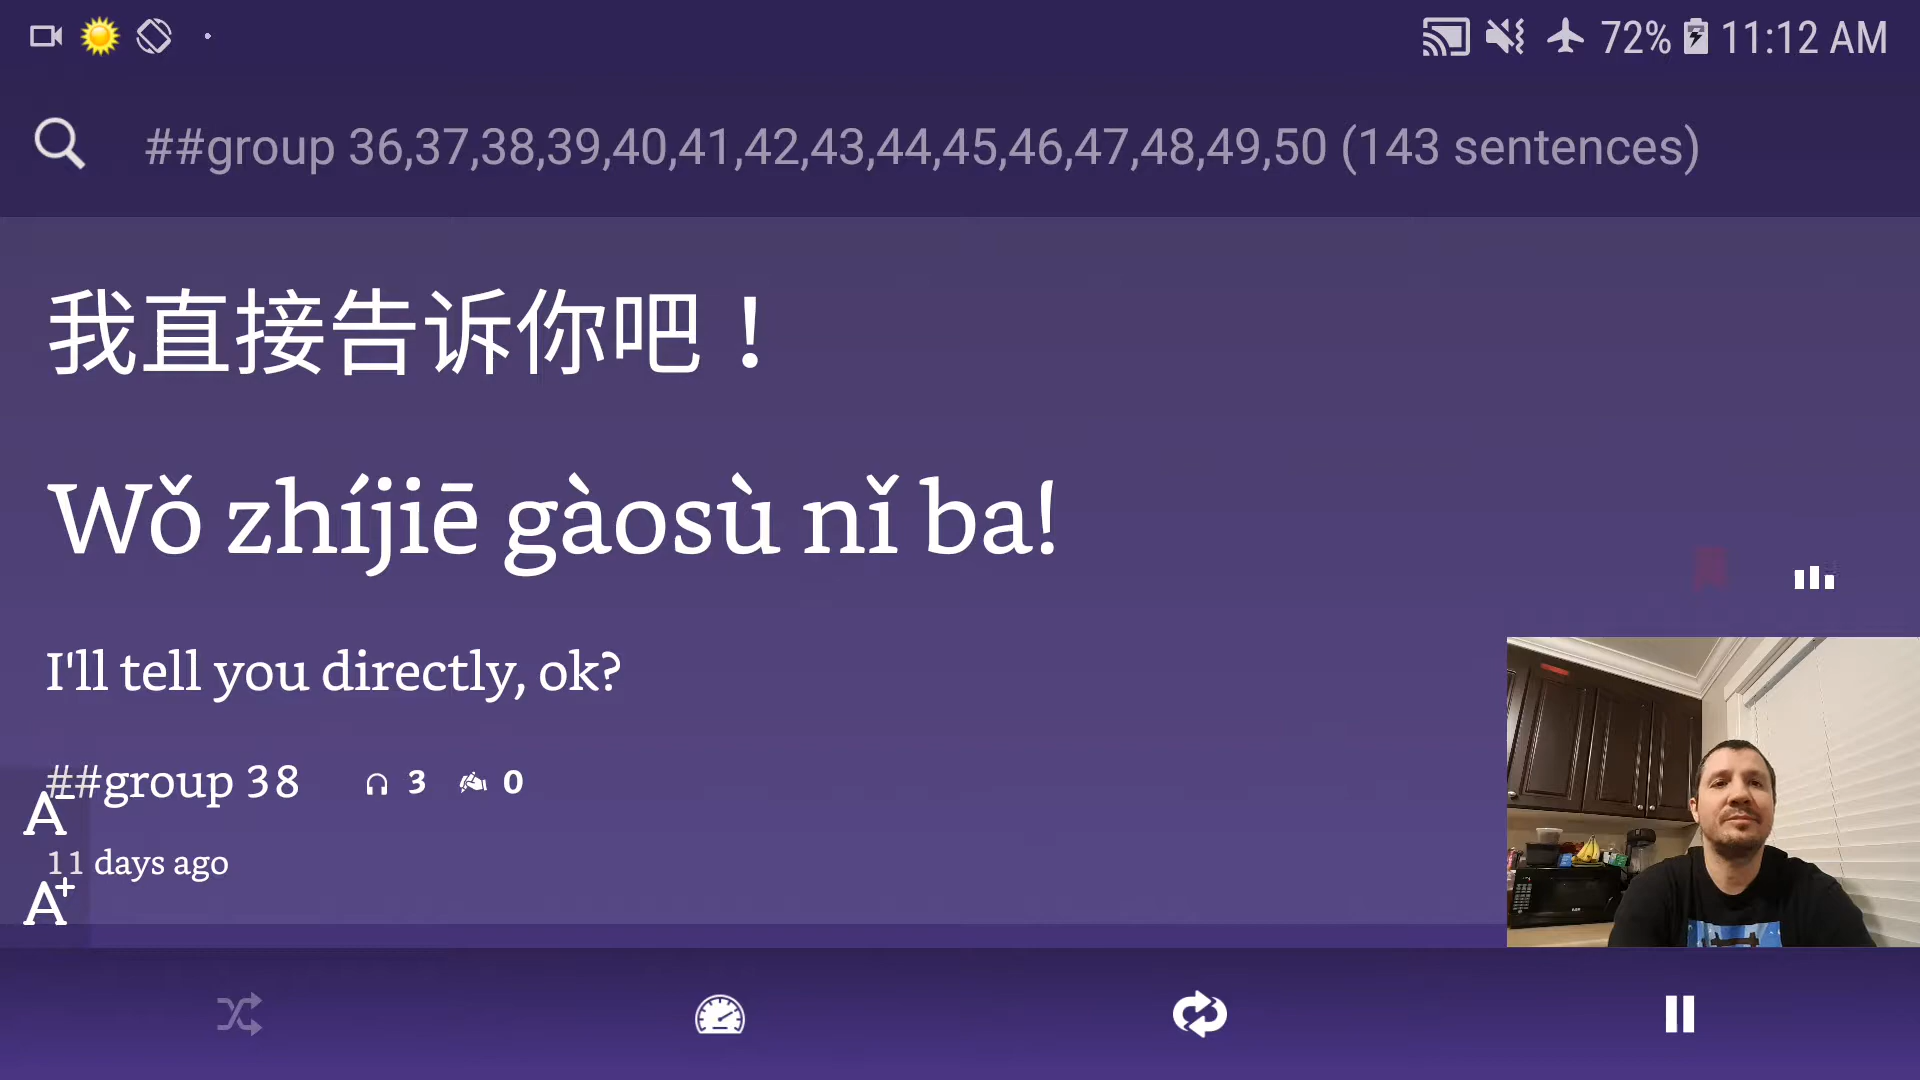 72% 11:12 AM
##group 36,37,38,39,40,41,42,43,44,45,46,47,48,49,50 (143 sentences)
我直接告诉你吧！
Wǒ zhíjiē gàosù nǐ ba!
I'll tell you directly, ok?
##group 38 3 0
A-
11 days ago
A+